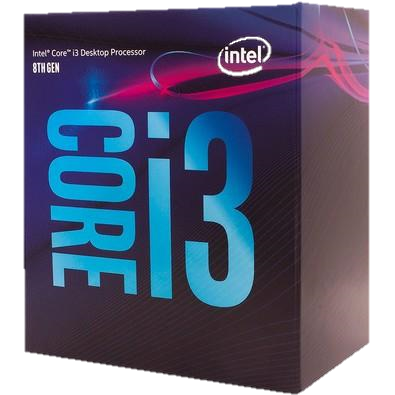 Intel® Core™ i3 Desktop Processor
8TH GEN
intel®
CORE
i3